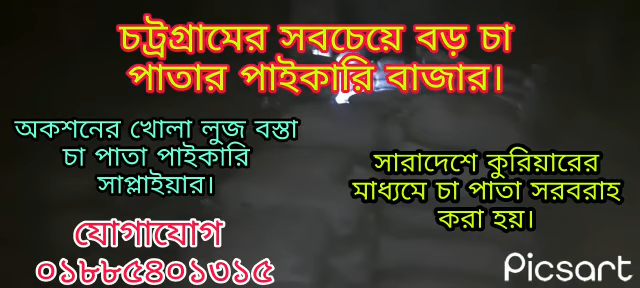 চট্রগ্রামের সবচেয়ে বড় চা
পাতার পাইকারি বাজার।
অকশনের খোলা লুজ বস্তা
চা পাতা পাইকারি
সাপ্লাইয়ার।
সারাদেশে কুরিয়ারের
মাধ্যমে চা পাতা সরবরাহ
করা হয়।
যোগাযোগ
০১৮৮৫৪০১৩১৫
Picsart